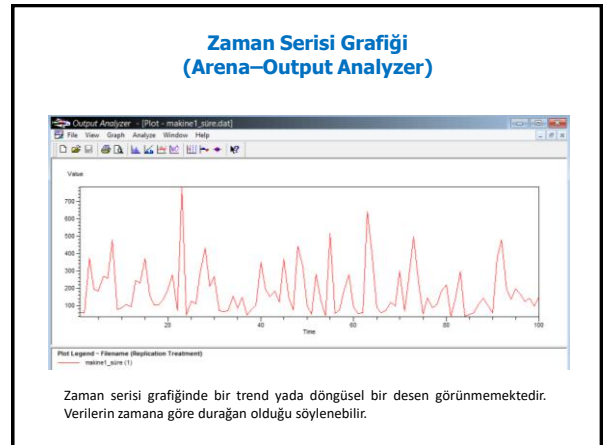 Zaman Serisi Grafiği
(Arena–Output Analyzer)
Output Analyzer - [Plot - makine1_süre.dat]
File View Graph Analyze Window Help
Value
700
600
500
400
300
200
100
20 40 60 80 100
Time
Plot Legend - Filename (Replication Treatment)
makine1_süre (1)
Zaman serisi grafiğinde bir trend yada döngüsel bir desen görünmemektedir.
Verilerin zamana göre durağan olduğu söylenebilir.